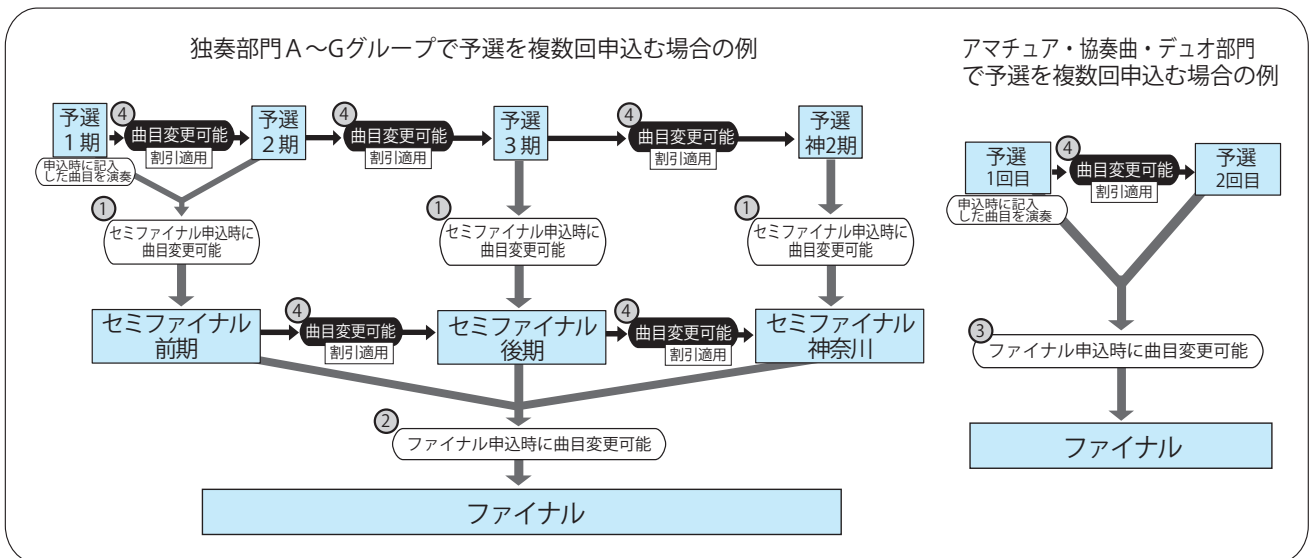 独奏部門A～Gグループで予選を複数回申込む場合の例
予選
1期
④
曲目変更可能
割引適用
予選
2期
④
曲目変更可能
割引適用
予選
3期
④
曲目変更可能
割引適用
予選
神2期
申込時に記入
した曲目を演奏
①
セミファイナル申込時に
曲目変更可能
①
セミファイナル申込時に
曲目変更可能
①
セミファイナル申込時に
曲目変更可能
セミファイナル
前期
④
曲目変更可能
割引適用
セミファイナル
後期
④
曲目変更可能
割引適用
セミファイナル
神奈川
②
ファイナル申込時に曲目変更可能
ファイナル
アマチュア・協奏曲・デュオ部門
で予選を複数回申込む場合の例
予選
1回目
④
曲目変更可能
割引適用
予選
2回目
申込時に記入
した曲目を演奏
③
ファイナル申込時に曲目変更可能
ファイナル